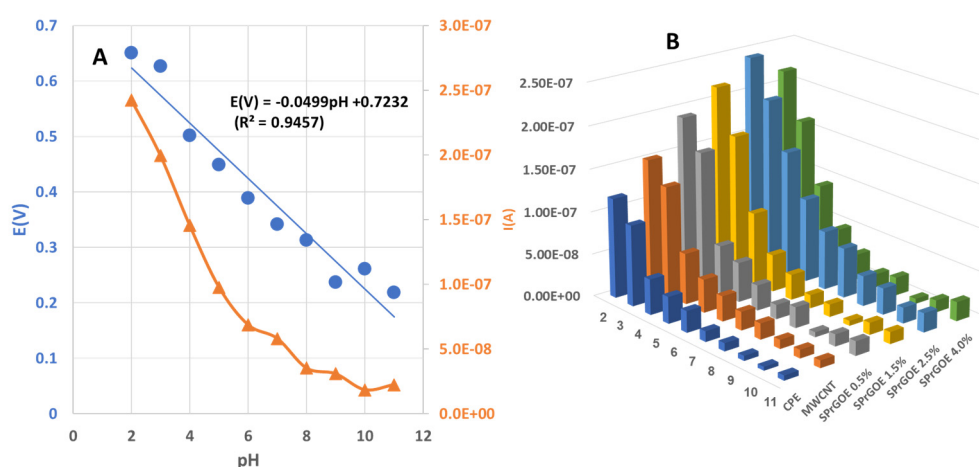 A
E(V) = -0.0499pH +0.7232
(R² = 0.9457)
E(V)
0.7
0.6
0.5
0.4
0.3
0.2
0.1
0
0 2 4 6 8 10 12
pH
3.0E-07
2.5E-07
2.0E-07
1.5E-07
1.0E-07
5.0E-08
0.0E+00
I(A)
B
2.50E-07
2.00E-07
1.50E-07
1.00E-07
5.00E-08
0.00E+00
2 3 4 5 6 7 8 9 10 11
CPE
MWCNT
SPrGOE 0.5%
SPrGOE 1.5%
SPrGOE 2.5%
SPrGOE 4.0%